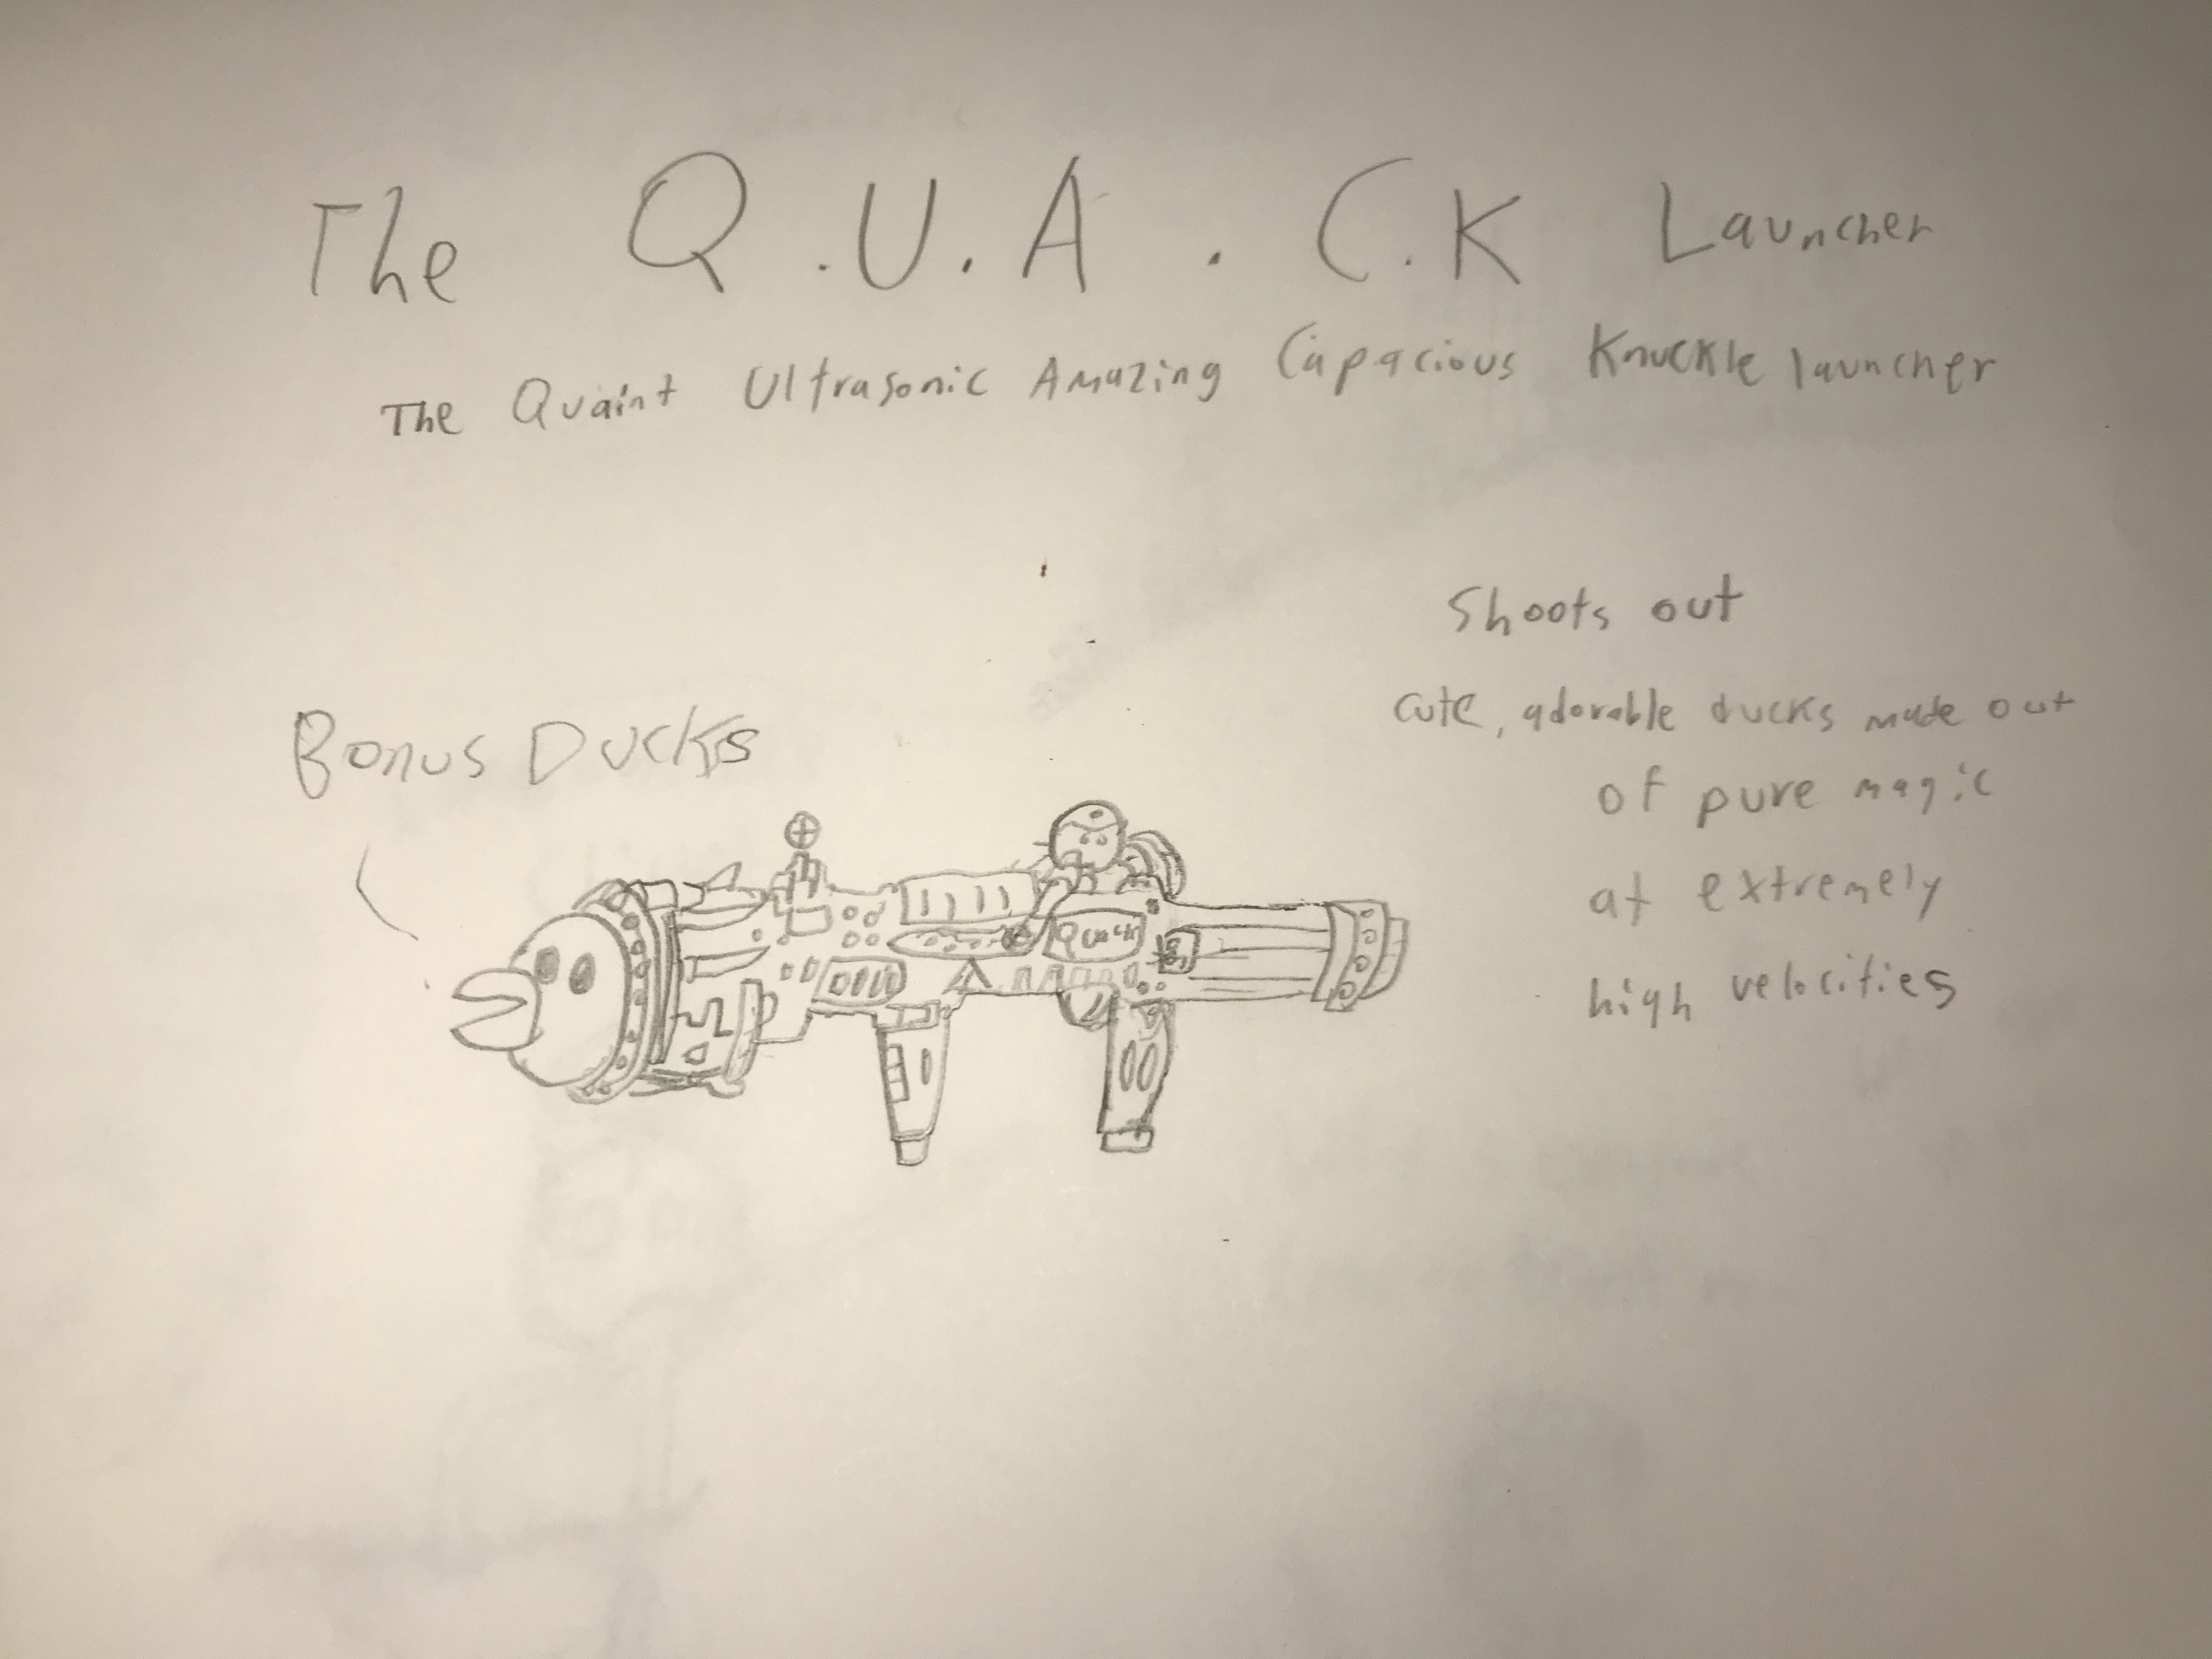 The Q.U.A.C.K Launcher
The Quaint Ultrasonic Amazing Capacious Knuckle launcher
Shoots out
cute, adorable ducks made out
of pure magic
at extremely
high velocities
Bonus Ducks
Quack